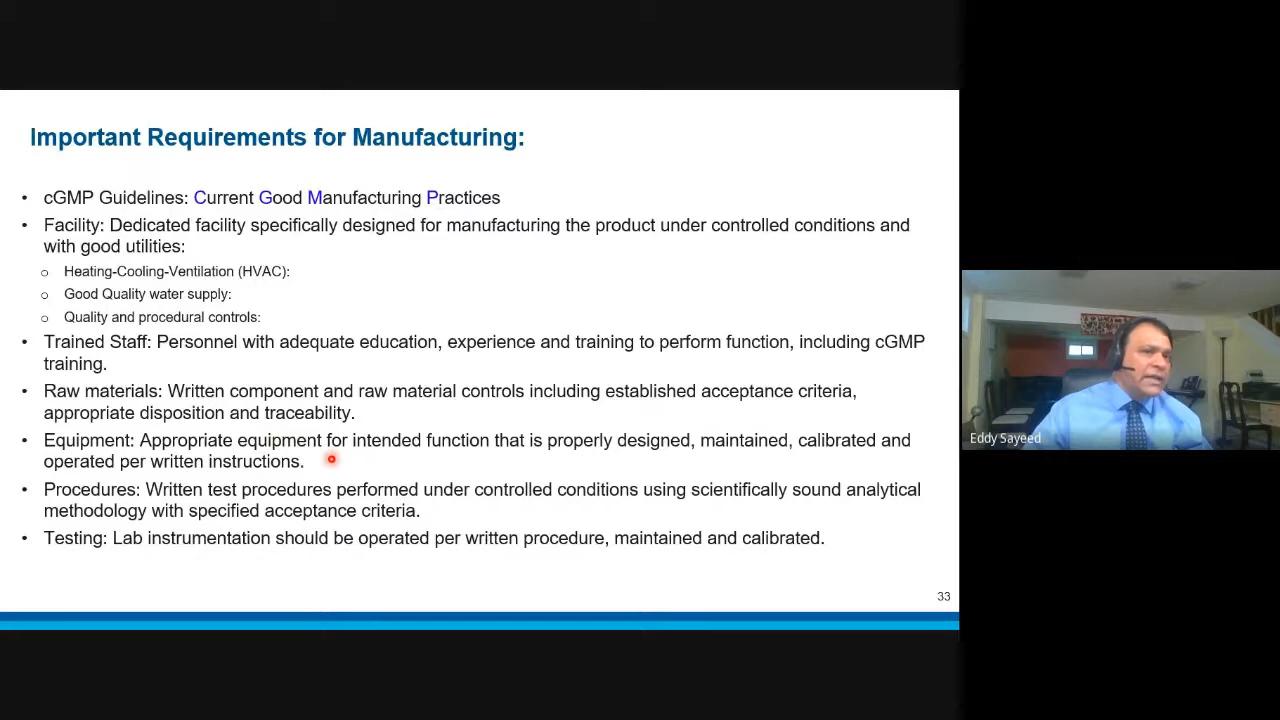 Important Requirements for Manufacturing:
• cGMP Guidelines: Current Good Manufacturing Practices
• Facility: Dedicated facility specifically designed for manufacturing the product under controlled conditions and
with good utilities:
o Heating-Cooling-Ventilation (HVAC):
o Good Quality water supply:
o Quality and procedural controls:
• Trained Staff: Personnel with adequate education, experience and training to perform function, including cGMP
training.
• Raw materials: Written component and raw material controls including established acceptance criteria,
appropriate disposition and traceability.
• Equipment: Appropriate equipment for intended function that is properly designed, maintained, calibrated and
operated per written instructions.
• Procedures: Written test procedures performed under controlled conditions using scientifically sound analytical
methodology with specified acceptance criteria.
• Testing: Lab instrumentation should be operated per written procedure, maintained and calibrated.
33
Eddy Sayeed